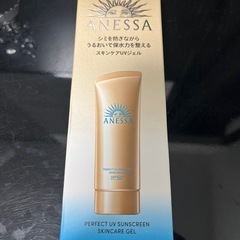 ANESSA
シミを防ぎながら
うるおいで保水力を整える
スキンケアUVジェル
ANESSA
PERFECT UV SUNSCREEN
SKINCARE GEL